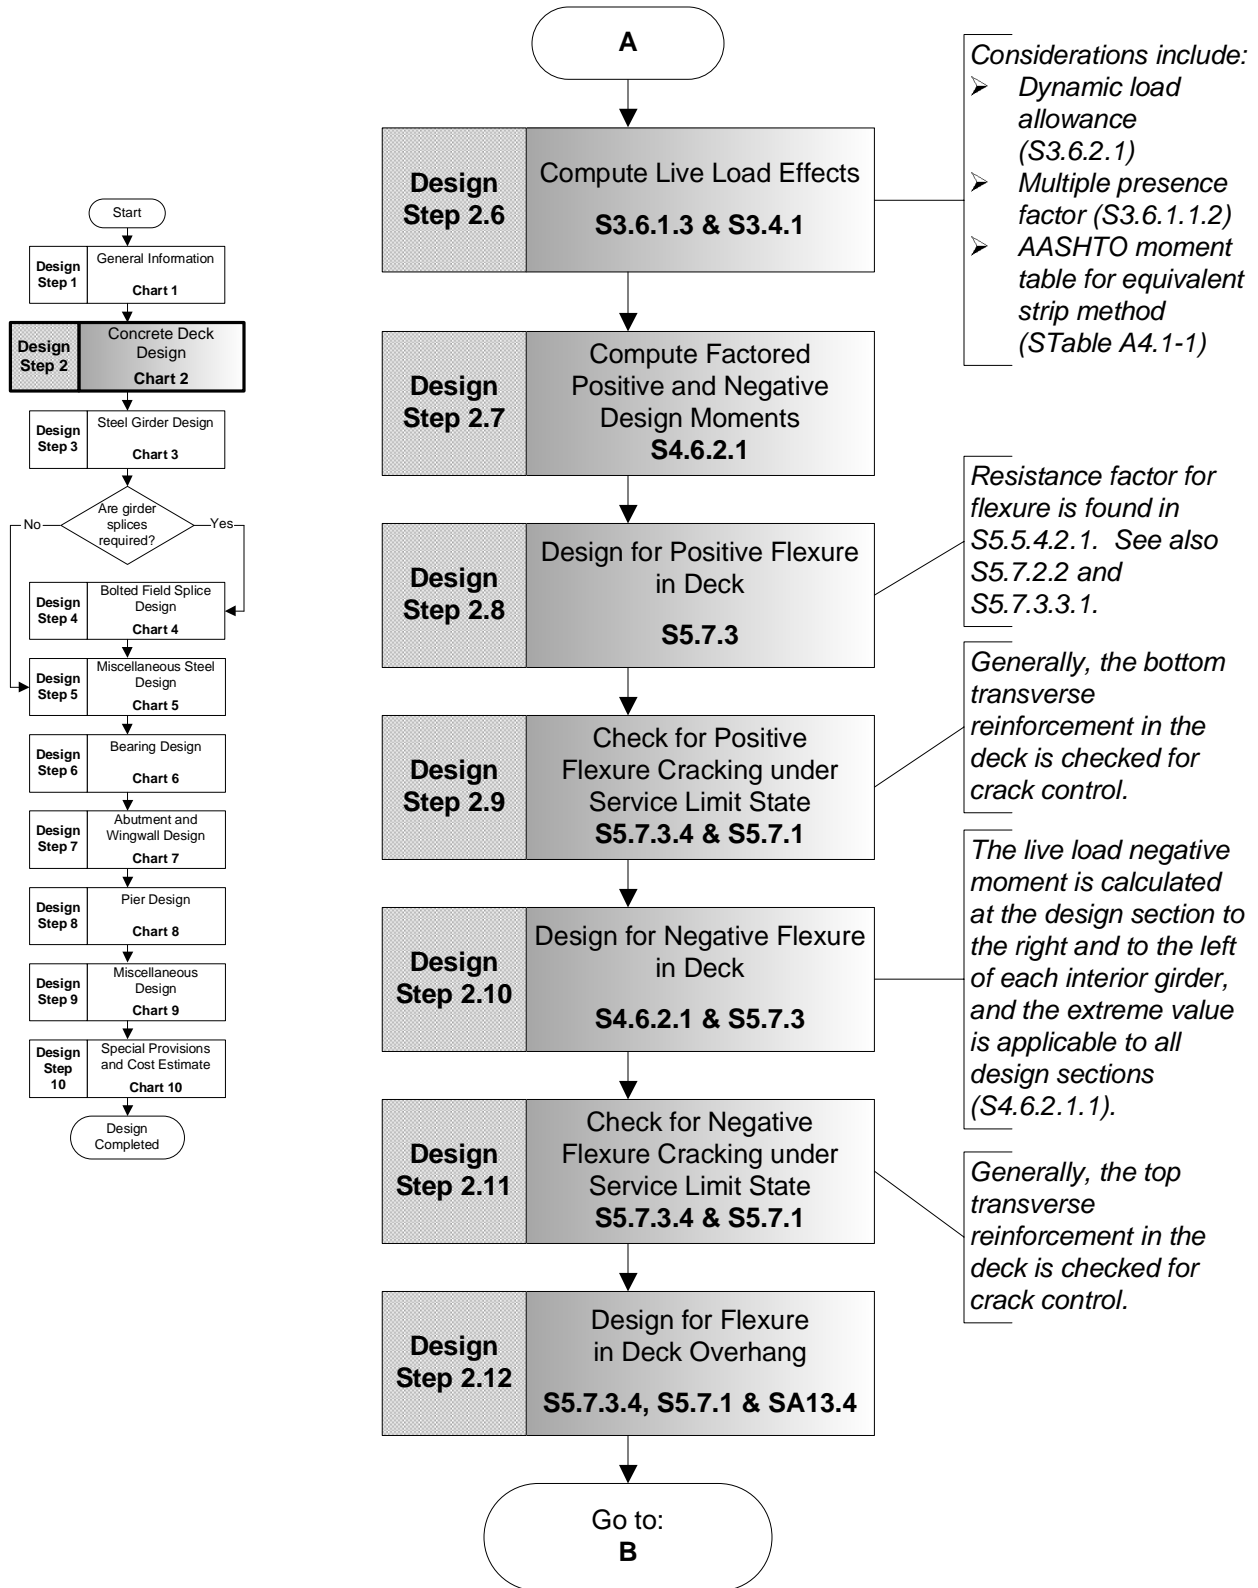 Start
Design
Step 1
General Information
Chart 1
Design
Step 2
Concrete Deck
Design
Chart 2
Design
Step 3
Steel Girder Design
Chart 3
Are girder
splices
required?
No
Yes
Design
Step 4
Bolted Field Splice
Design
Chart 4
Design
Step 5
Miscellaneous Steel
Design
Chart 5
Design
Step 6
Bearing Design
Chart 6
Design
Step 7
Abutment and
Wingwall Design
Chart 7
Design
Step 8
Pier Design
Chart 8
Design
Step 9
Miscellaneous
Design
Chart 9
Design
Step
10
Special Provisions
and Cost Estimate
Chart 10
Design
Completed
A
Design
Step 2.6
Compute Live Load Effects
S3.6.1.3 & S3.4.1
Considerations include:
➢ Dynamic load
allowance
(S3.6.2.1)
➢ Multiple presence
factor (S3.6.1.1.2)
➢ AASHTO moment
table for equivalent
strip method
(STable A4.1-1)
Design
Step 2.7
Compute Factored
Positive and Negative
Design Moments
S4.6.2.1
Design
Step 2.8
Design for Positive Flexure
in Deck
S5.7.3
Resistance factor for
flexure is found in
S5.5.4.2.1. See also
S5.7.2.2 and
S5.7.3.3.1.
Design
Step 2.9
Check for Positive
Flexure Cracking under
Service Limit State
S5.7.3.4 & S5.7.1
Generally, the bottom
transverse
reinforcement in the
deck is checked for
crack control.
Design
Step 2.10
Design for Negative Flexure
in Deck
S4.6.2.1 & S5.7.3
The live load negative
moment is calculated
at the design section to
the right and to the left
of each interior girder,
and the extreme value
is applicable to all
design sections
(S4.6.2.1.1).
Design
Step 2.11
Check for Negative
Flexure Cracking under
Service Limit State
S5.7.3.4 & S5.7.1
Generally, the top
transverse
reinforcement in the
deck is checked for
crack control.
Design
Step 2.12
Design for Flexure
in Deck Overhang
S5.7.3.4, S5.7.1 & SA13.4
Go to:
B